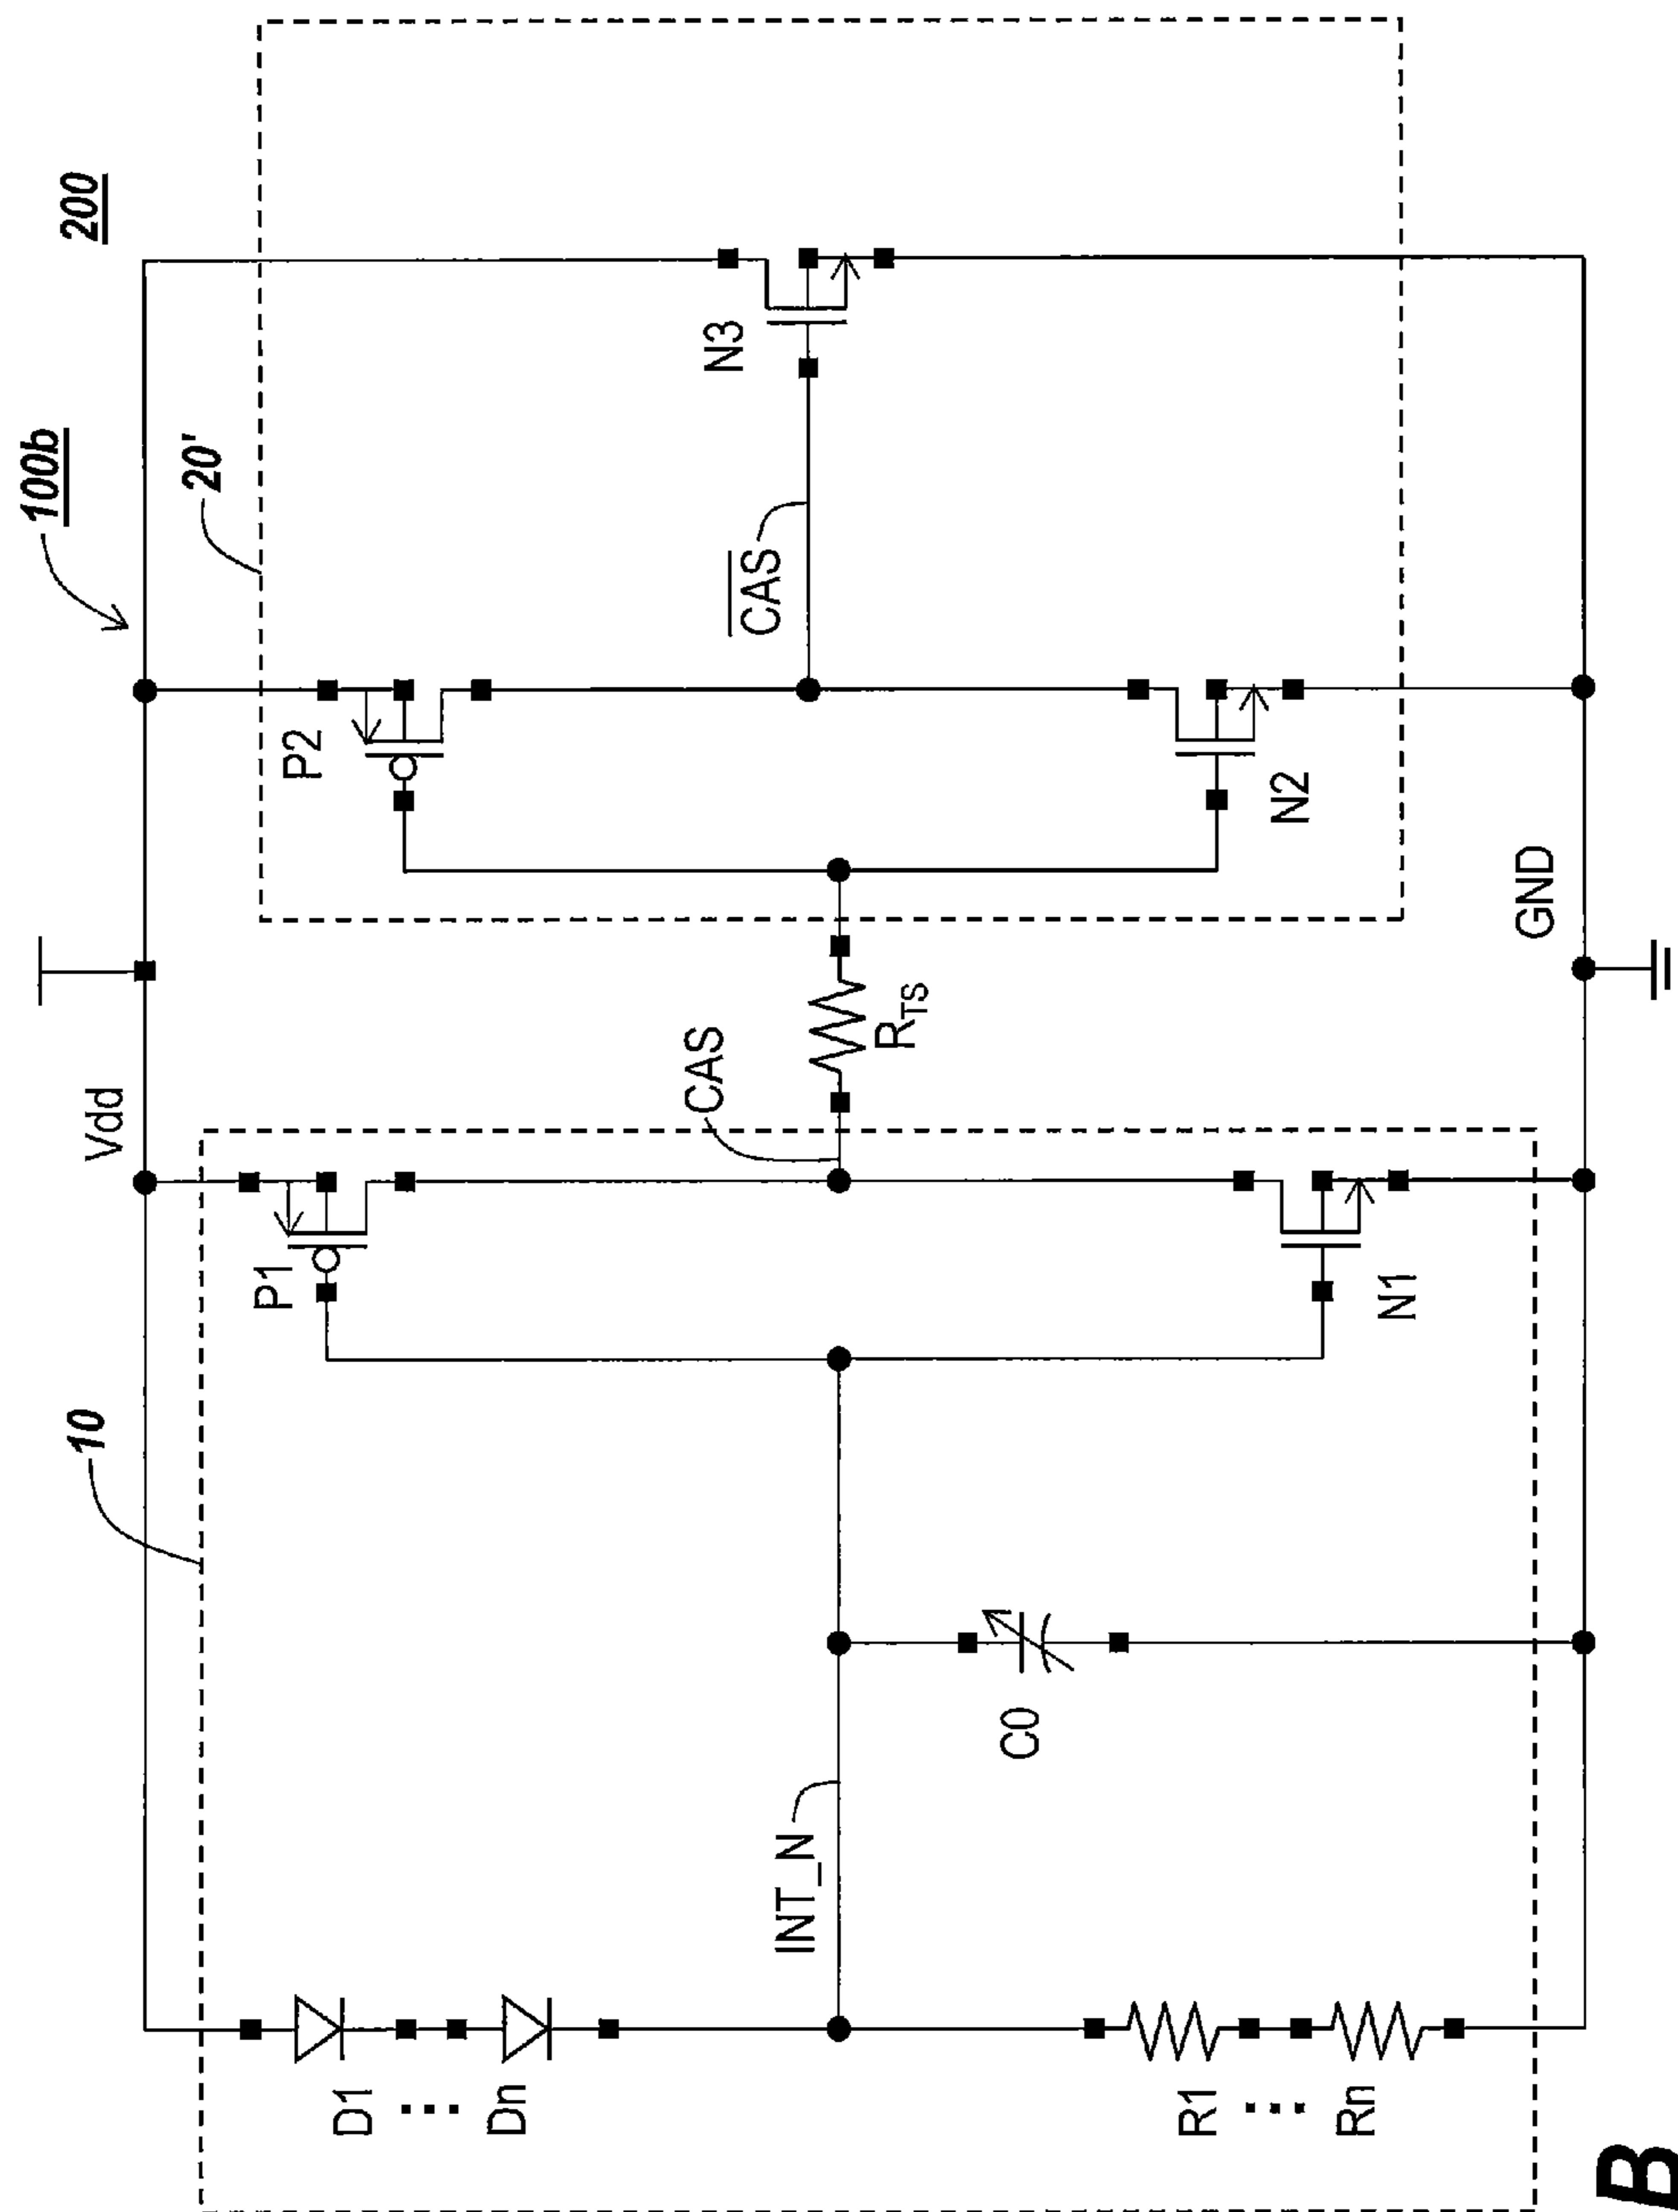 200
100b
20'
10
Vdd
P1
P2
N3
CAS
CAS
R_TS
INT_N
C0
D1
Dn
R1
Rn
N1
N2
GND
B